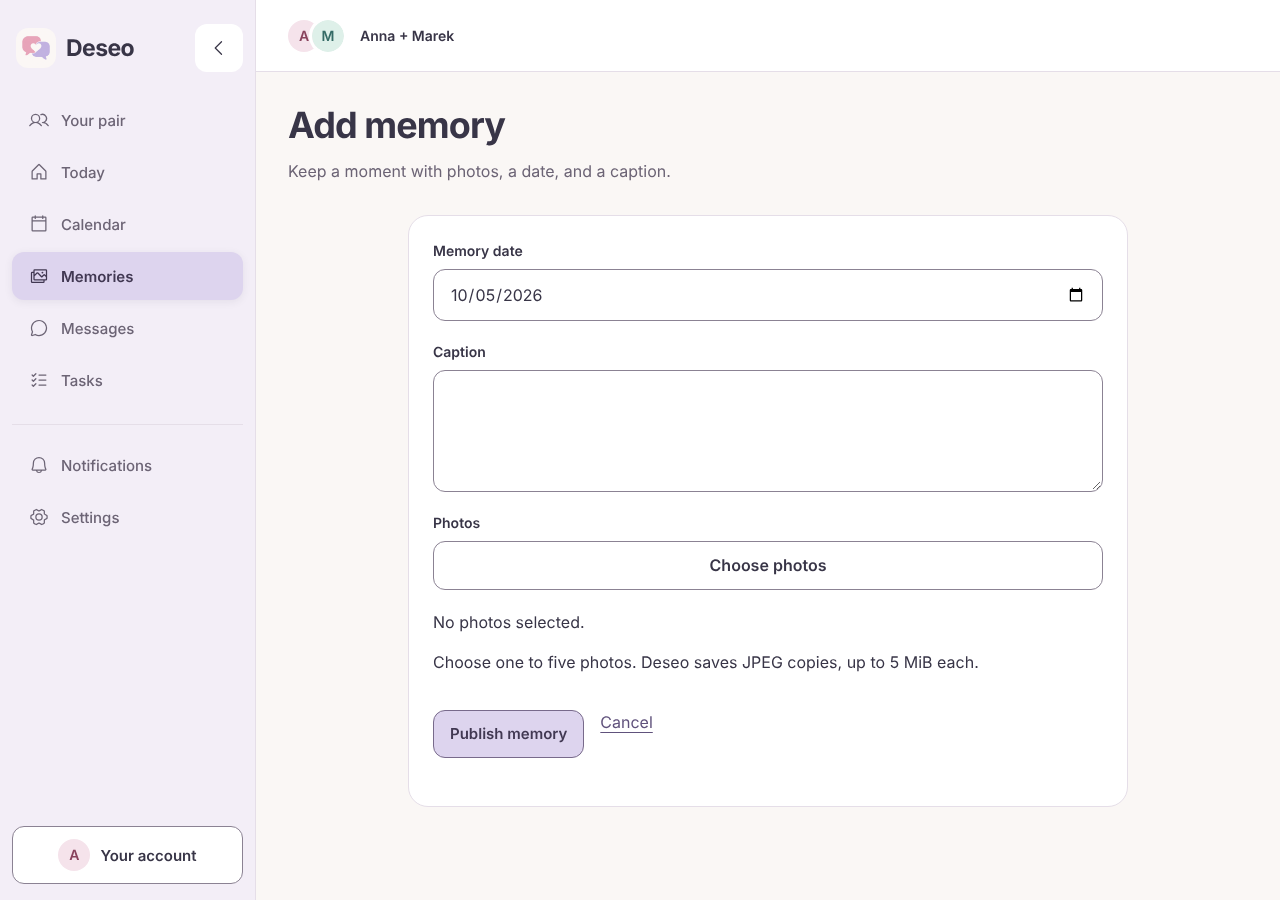 Deseo
Your pair
Today
Calendar
Memories
Messages
Tasks
Notifications
Settings
A Your account
A M Anna + Marek
Add memory
Keep a moment with photos, a date, and a caption.
Memory date
10/05/2026
Caption
Photos
Choose photos
No photos selected.
Choose one to five photos. Deseo saves JPEG copies, up to 5 MiB each.
Publish memory Cancel